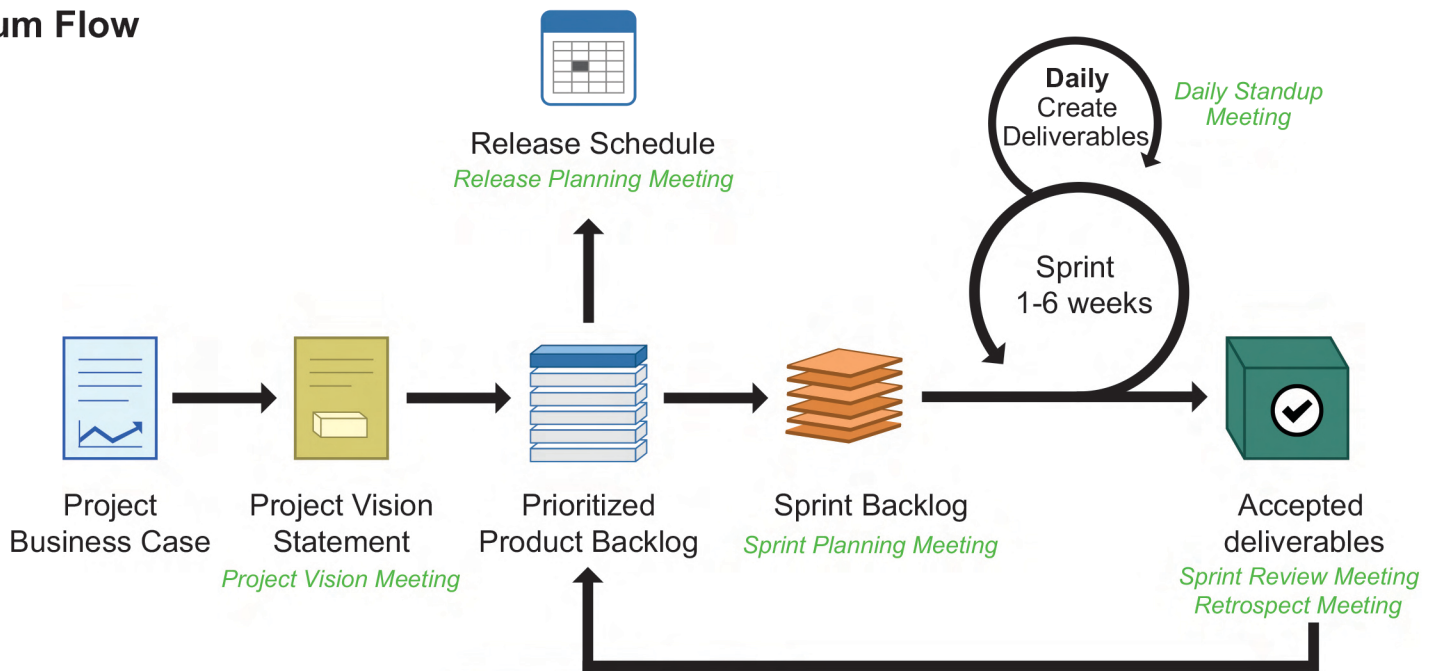 um Flow
Release Schedule
Release Planning Meeting
Daily
Create
Deliverables
Daily Standup
Meeting
Sprint
1-6 weeks
Project
Business Case
Project Vision
Statement
Project Vision Meeting
Prioritized
Product Backlog
Sprint Backlog
Sprint Planning Meeting
Accepted
deliverables
Sprint Review Meeting
Retrospect Meeting